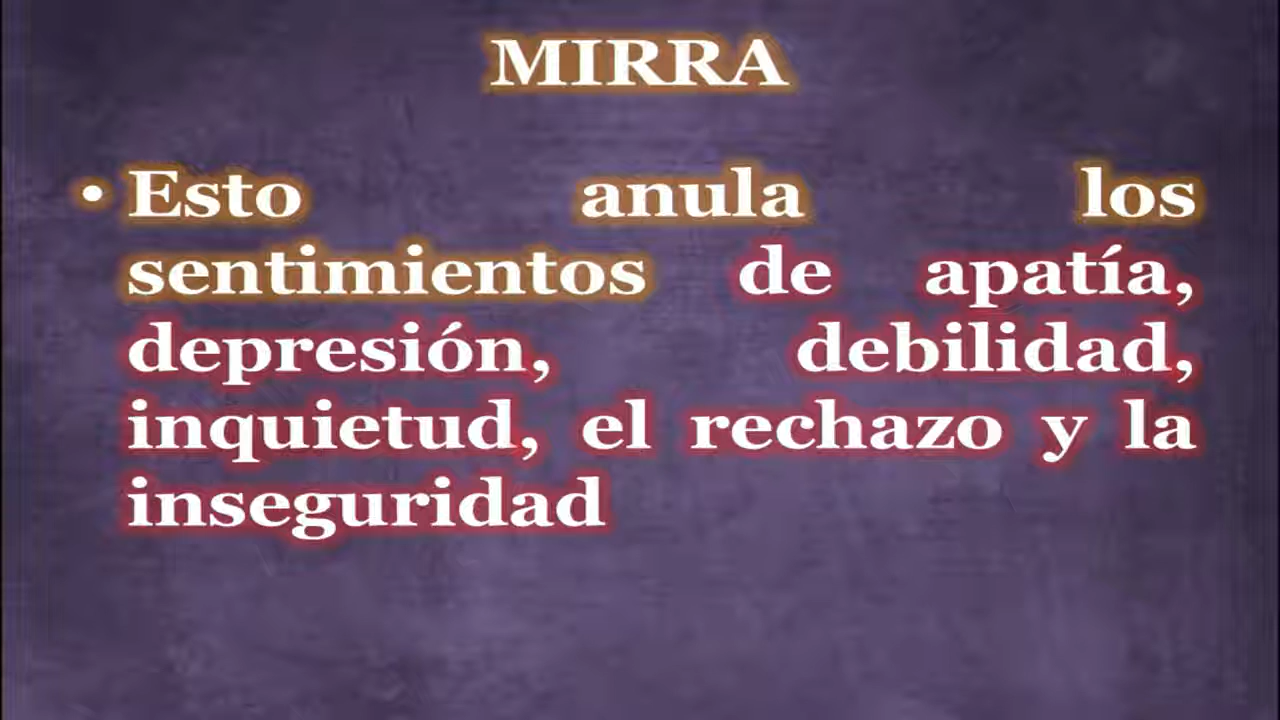 MIRRA
• Esto anula los
sentimientos de apatía,
depresión, debilidad,
inquietud, el rechazo y la
inseguridad